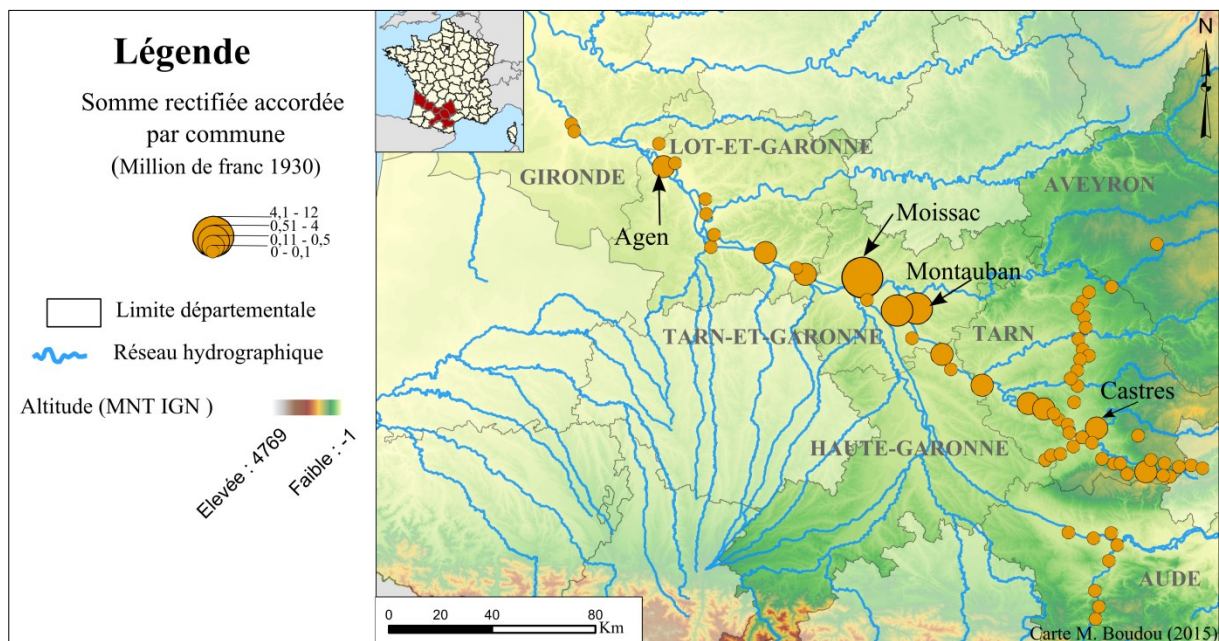 Légende
Somme rectifiée accordée
par commune
(Million de franc 1930)
4,1 - 12
0,51 - 4
0,11 - 0,5
0 - 0,1
Limite départementale
Réseau hydrographique
Altitude (MNT IGN )
Elevée : 4769
Faible : -1
N
LOT-ET-GARONNE
GIRONDE
AVEYRON
Agen
Moissac
Montauban
TARN-ET-GARONNE
TARN
Castres
HAUTE-GARONNE
AUDE
0 20 40 80
Km
Carte M. Boudou (2015)